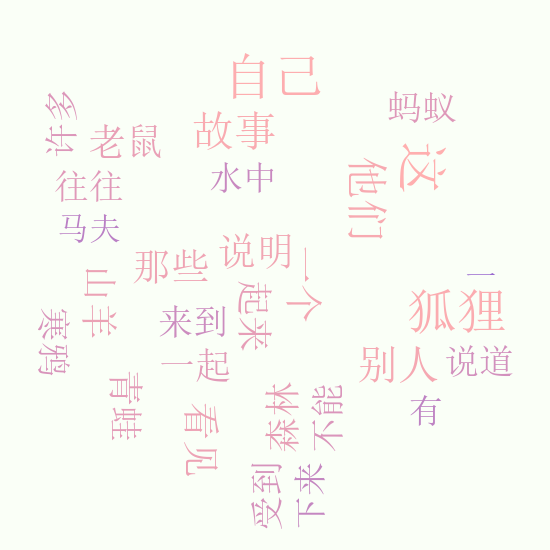 自己
许多
蚂蚁
老鼠
故事
这
往往
水中
他们
马夫
那些
说明
一个
一
山羊
起来
狐狸
寒鸦
来到
一起
别人
说道
青蛙
看见
森林
不能
有
受到
下来